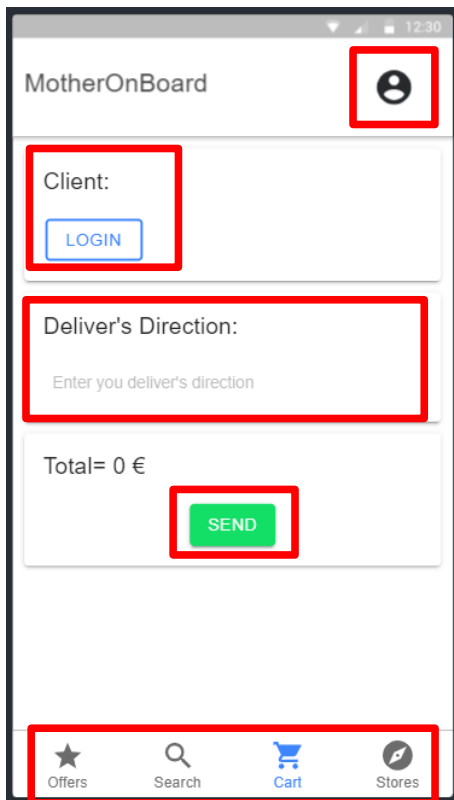 12:30
MotherOnBoard
Client:
LOGIN
Deliver's Direction:
Enter you deliver's direction
Total= 0 €
SEND
Offers Search Cart Stores